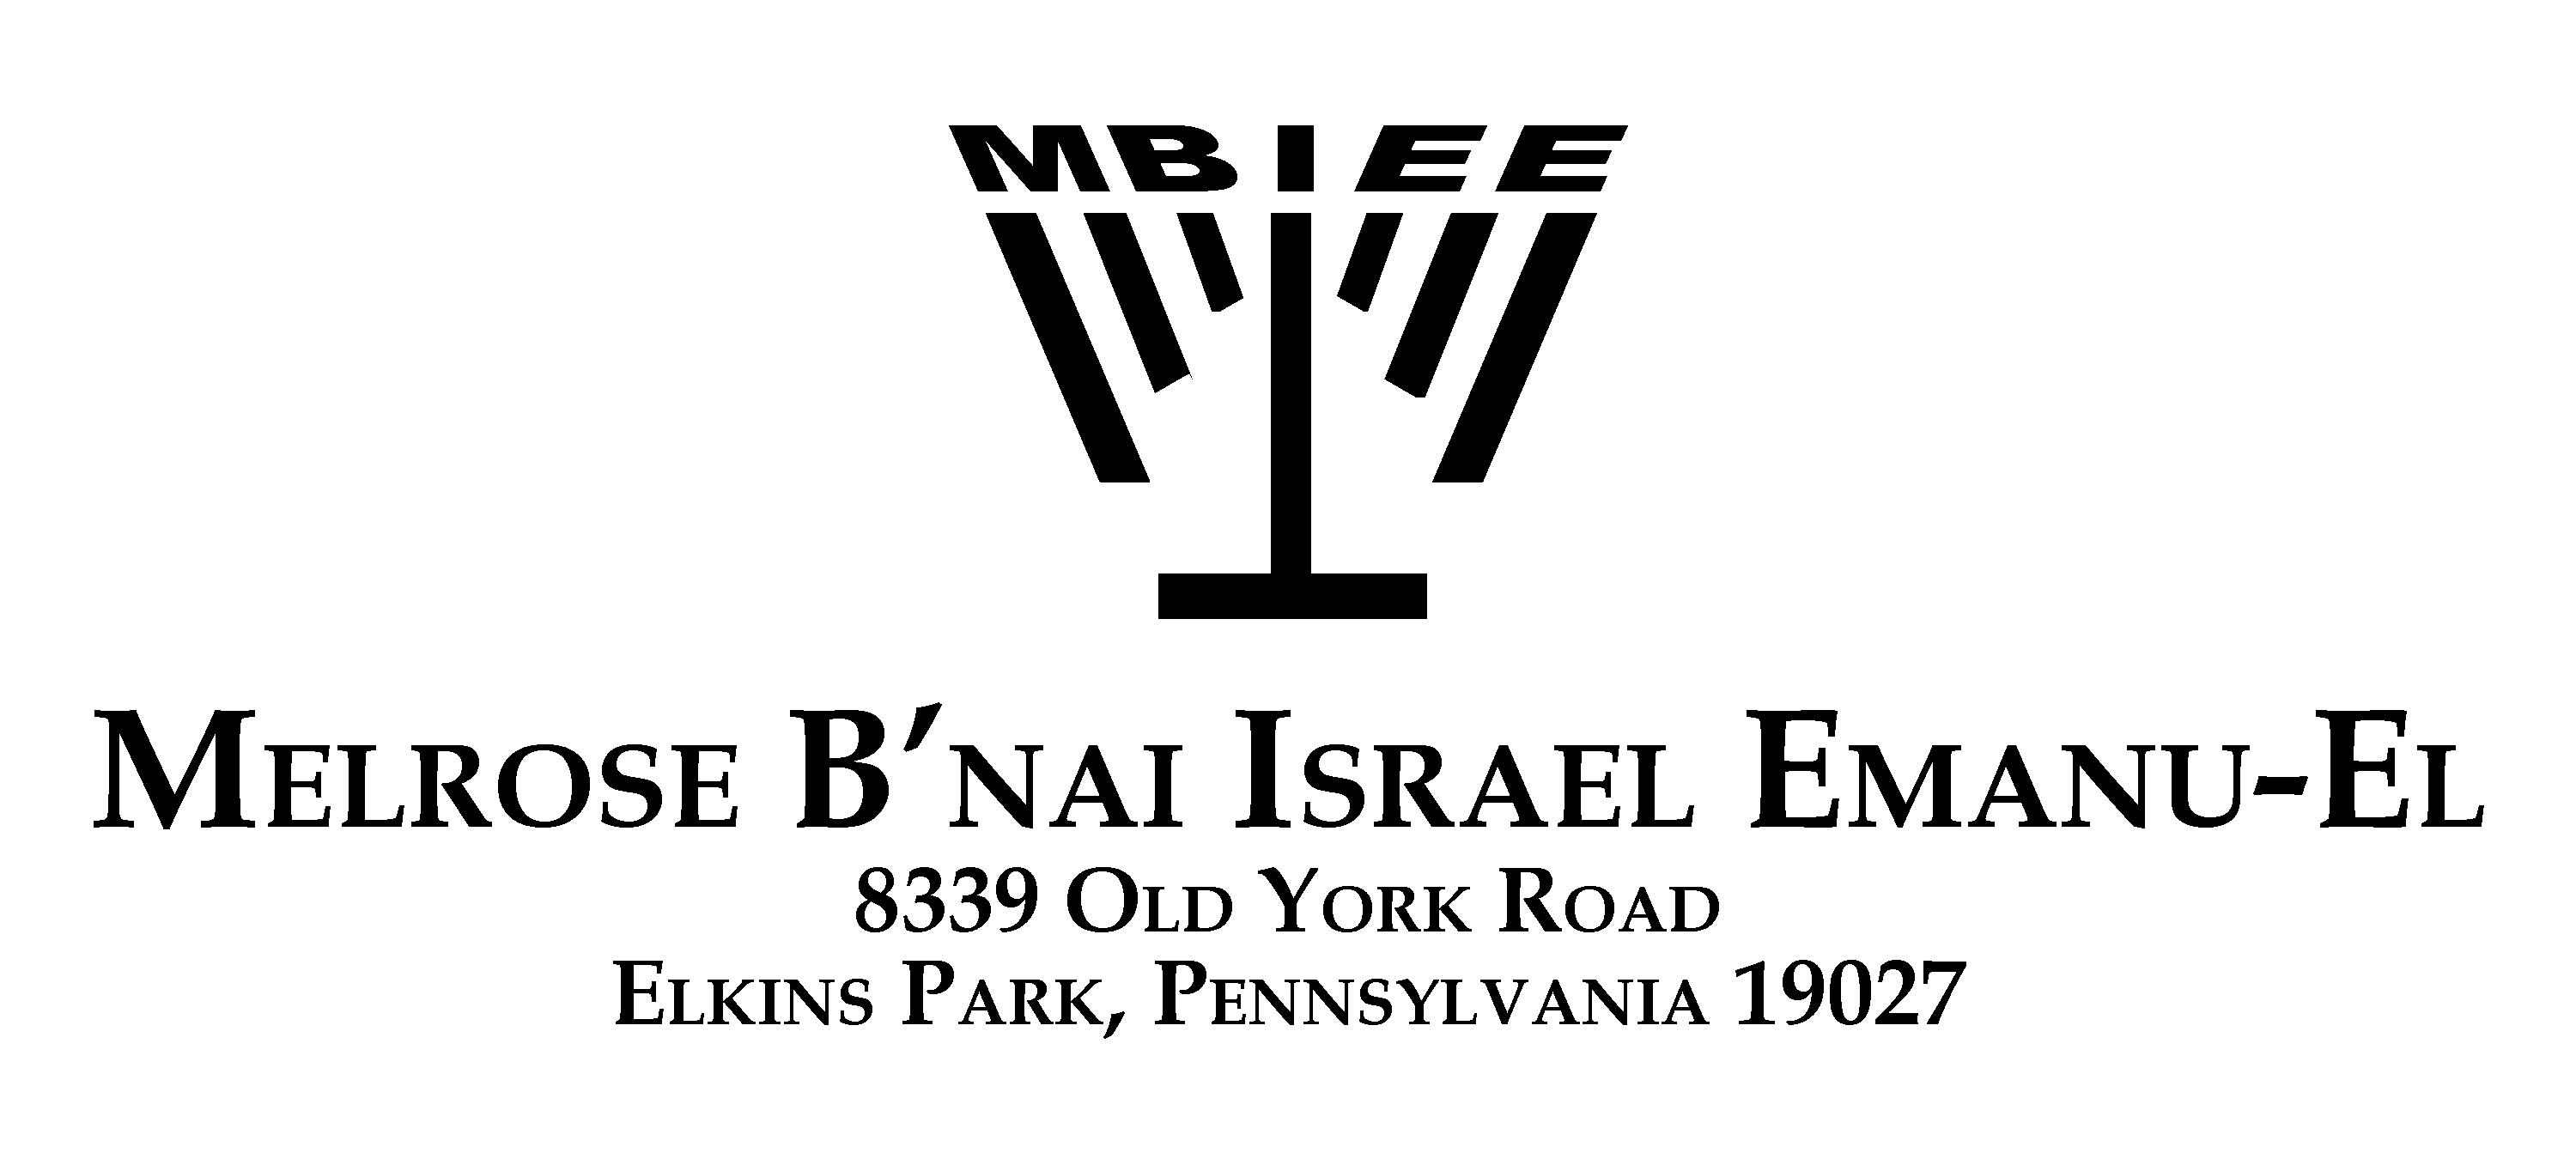 MBIEE
Melrose B’nai Israel Emanu-El
8339 Old York Road
Elkins Park, Pennsylvania 19027